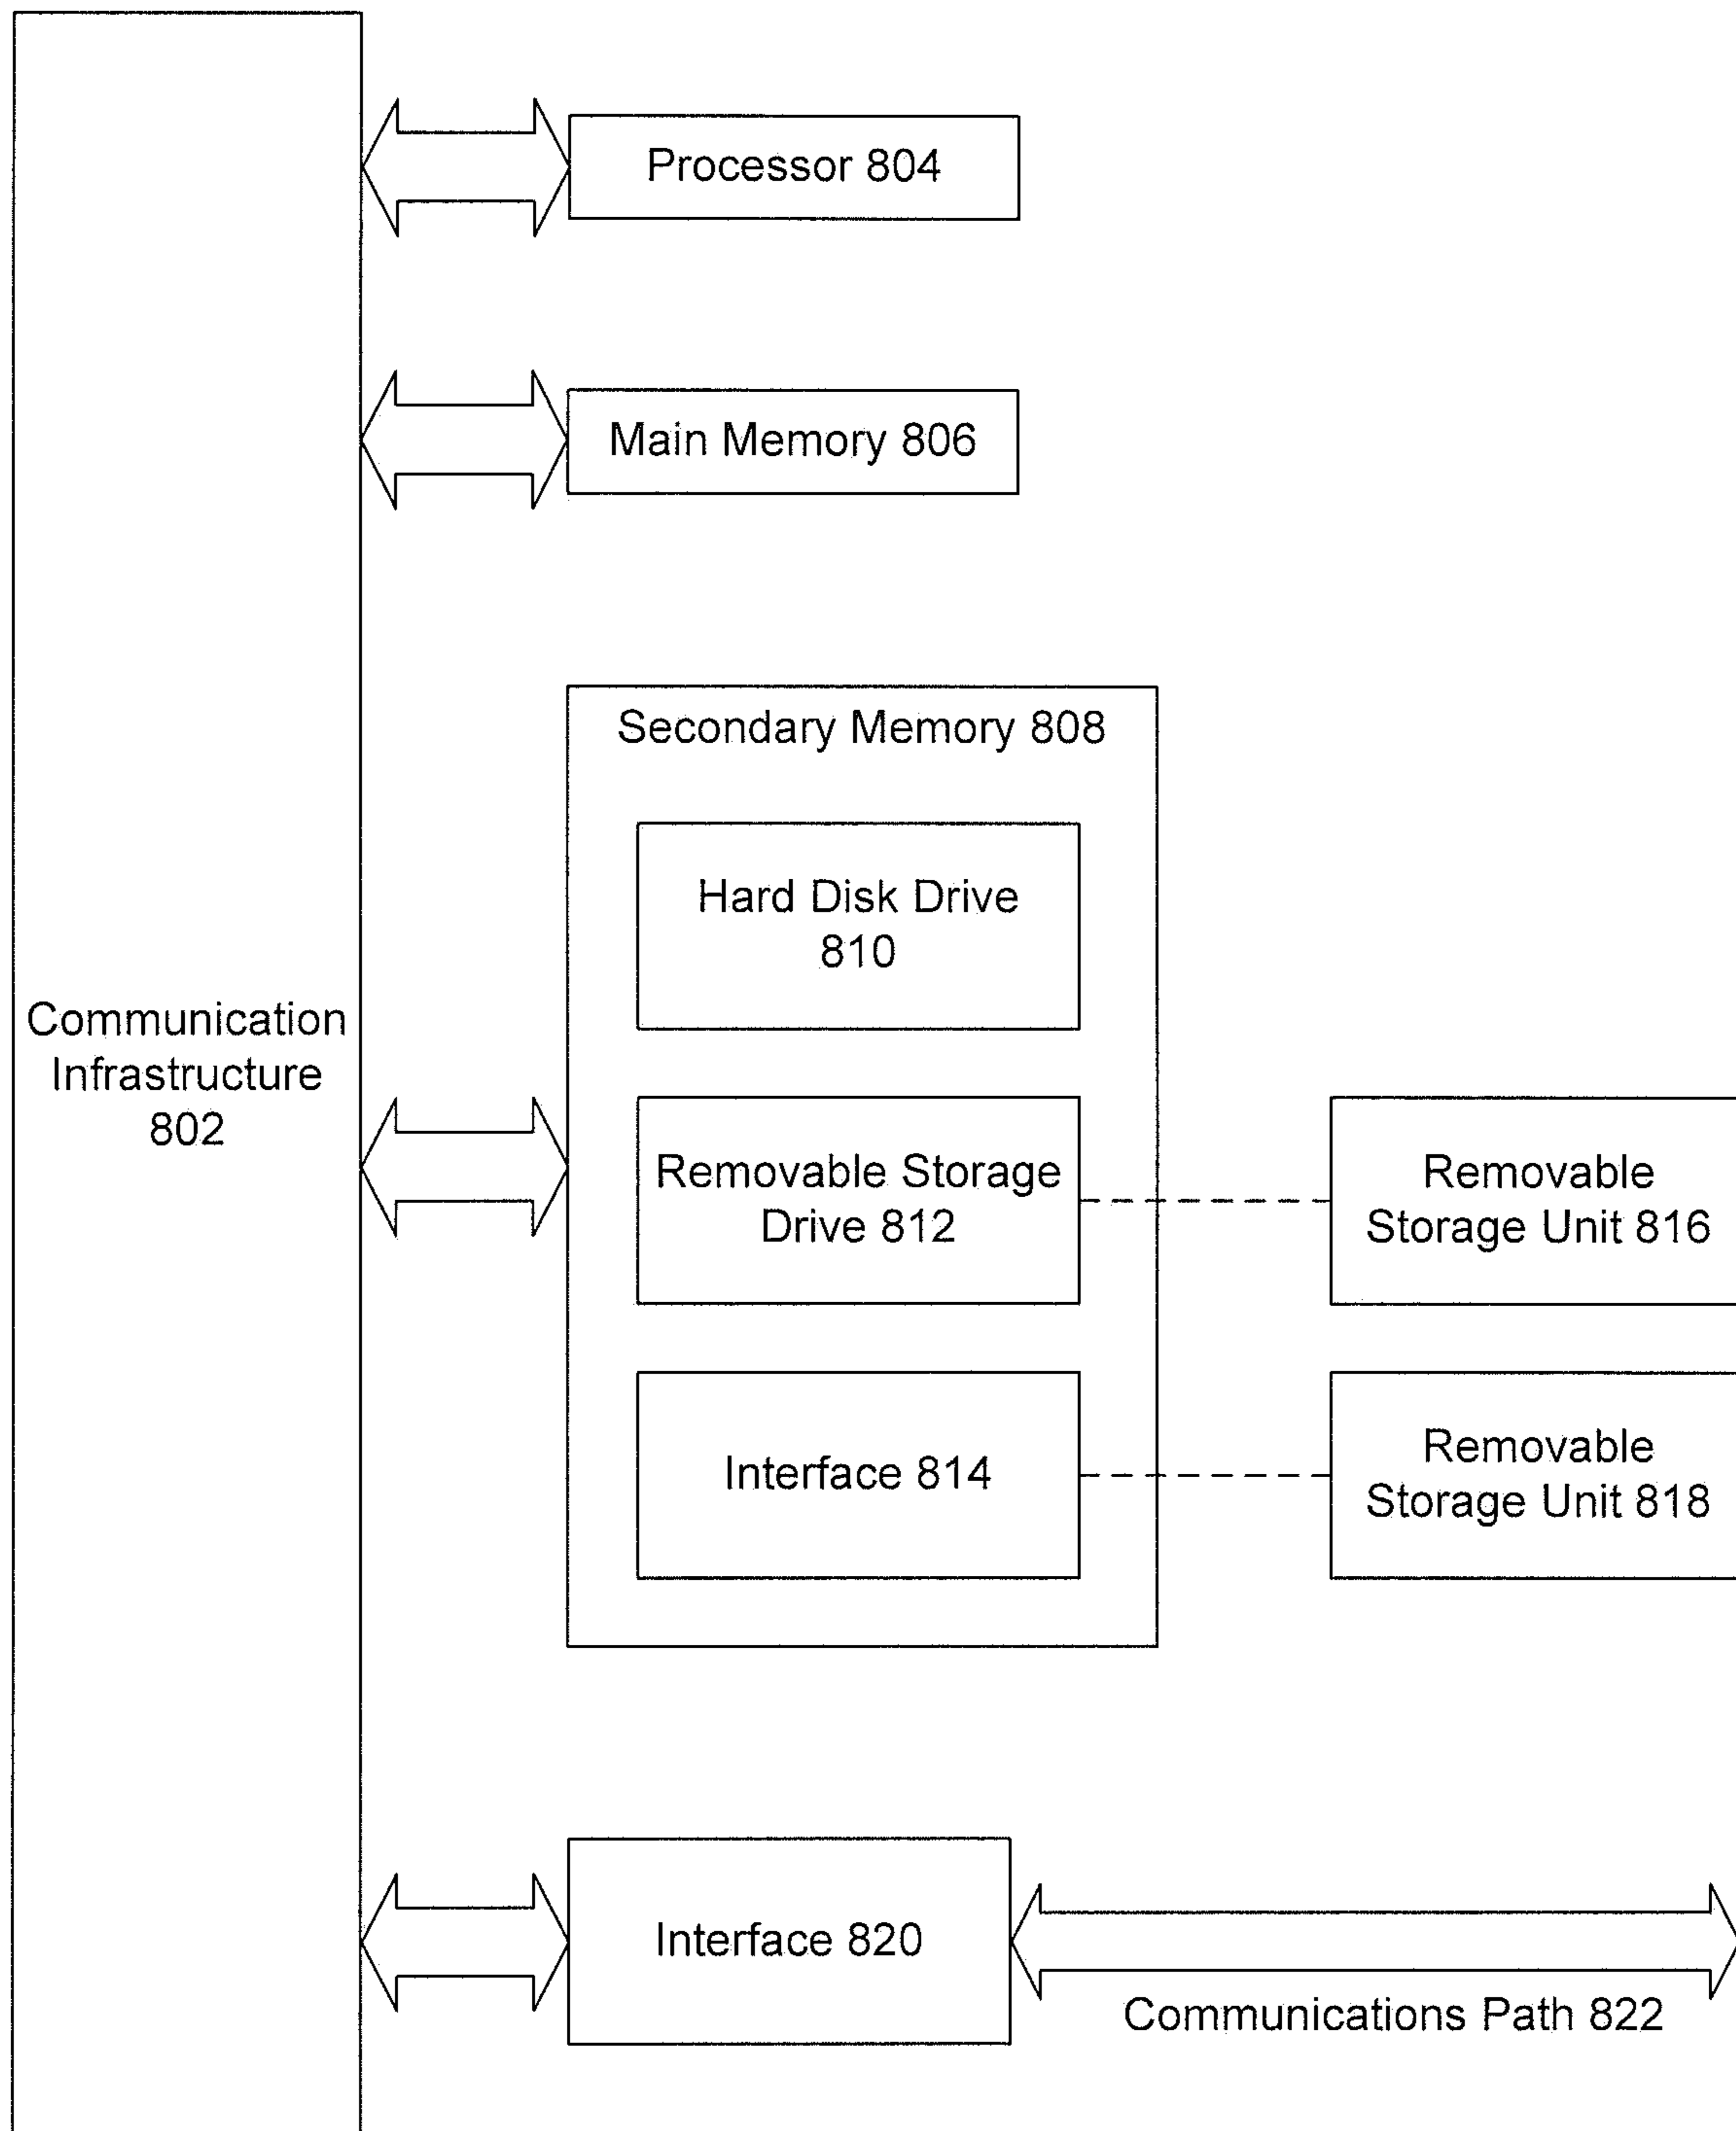 Processor 804
Main Memory 806
Secondary Memory 808
Hard Disk Drive
810
Communication
Infrastructure
802
Removable Storage
Drive 812
Removable
Storage Unit 816
Interface 814
Removable
Storage Unit 818
Interface 820
Communications Path 822